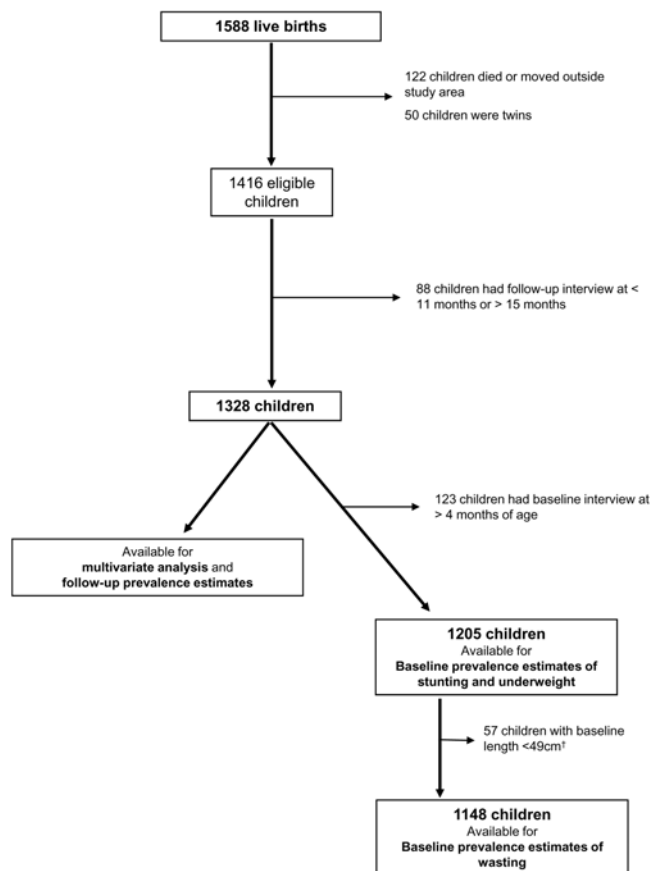 1588 live births
122 children died or moved outside
study area
50 children were twins
1416 eligible
children
88 children had follow-up interview at <
11 months or > 15 months
1328 children
123 children had baseline interview at
> 4 months of age
Available for
multivariate analysis and
follow-up prevalence estimates
1205 children
Available for
Baseline prevalence estimates of
stunting and underweight
57 children with baseline
length <49cm†
1148 children
Available for
Baseline prevalence estimates of
wasting